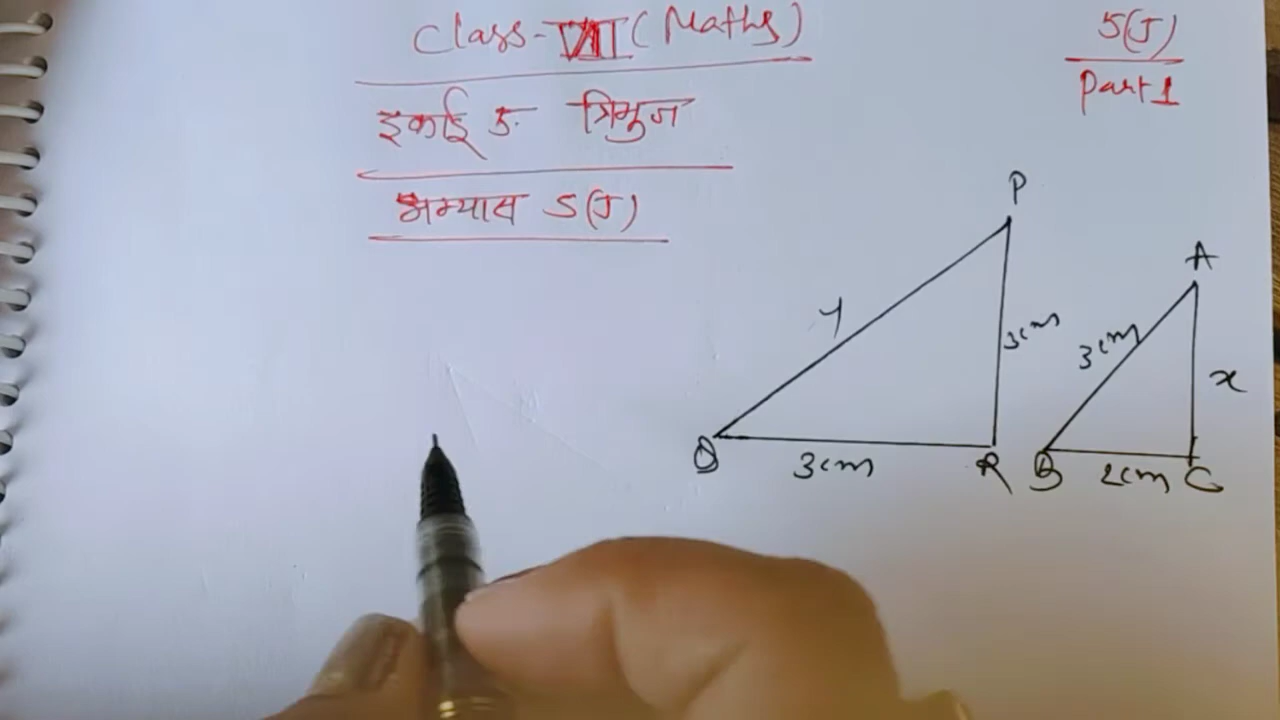 Class-VII (Maths)
5(J)
Part 1
इकाई 5- त्रिभुज
अभ्यास 5(J)
P
A
y
3cm
3cm
x
Q
3cm
R
B
2cm
C